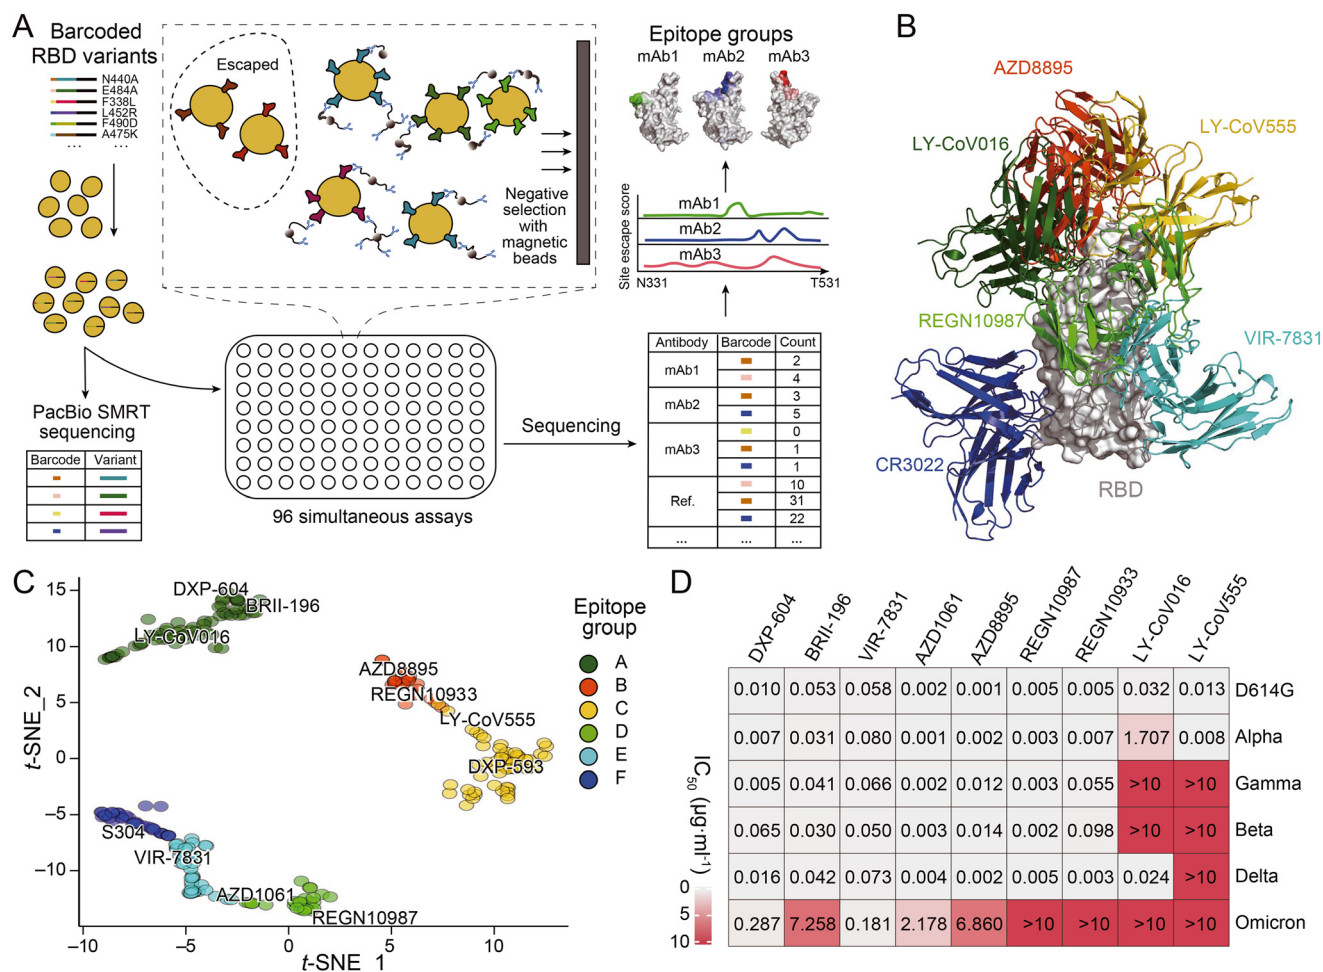 A
Barcoded
RBD variants
N440A
E484A
F338L
L452R
F490D
A475K
... ...
Escaped
Negative
selection
with
magnetic
beads
PacBio SMRT
sequencing
Barcode Variant
96 simultaneous assays
Sequencing
Epitope groups
mAb1 mAb2 mAb3
Site escape score
mAb1
mAb2
mAb3
N331 T531
Antibody Barcode Count
mAb1 2
4
mAb2 3
5
mAb3 0
1
1
Ref. 10
31
22
... ... ...
B
AZD8895
LY-CoV555
LY-CoV016
REGN10987
VIR-7831
CR3022
RBD
C
t-SNE_2
15
10
5
0
−5
−10
DXP-604
BRII-196
LY-CoV016
AZD8895
REGN10933
LY-CoV555
DXP-593
S304
VIR-7831
AZD1061
REGN10987
−10 −5 0 5 10
t-SNE_1
Epitope
group
A
B
C
D
E
F
D
DXP-604 BRII-196 VIR-7831 AZD1061 AZD8895 REGN10987 REGN10933 LY-CoV016 LY-CoV555
0.010 0.053 0.058 0.002 0.001 0.005 0.005 0.032 0.013 D614G
0.007 0.031 0.080 0.001 0.002 0.003 0.007 1.707 0.008 Alpha
0.005 0.041 0.066 0.002 0.012 0.003 0.055 >10 >10 Gamma
0.065 0.030 0.050 0.003 0.014 0.002 0.098 >10 >10 Beta
0.016 0.042 0.073 0.004 0.002 0.005 0.003 0.024 >10 Delta
0.287 7.258 0.181 2.178 6.860 >10 >10 >10 >10 Omicron
IC50 (µg·ml-1)
0
5
10